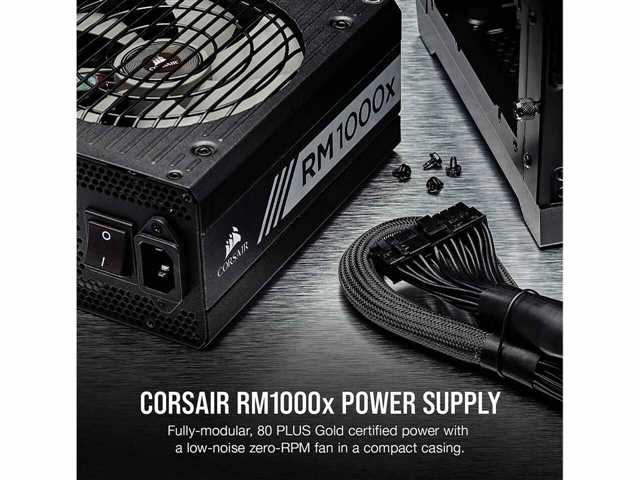 CORSAIR
RM1000x
CORSAIR
O
I
CORSAIR RM1000x POWER SUPPLY
Fully-modular, 80 PLUS Gold certified power with
a low-noise zero-RPM fan in a compact casing.